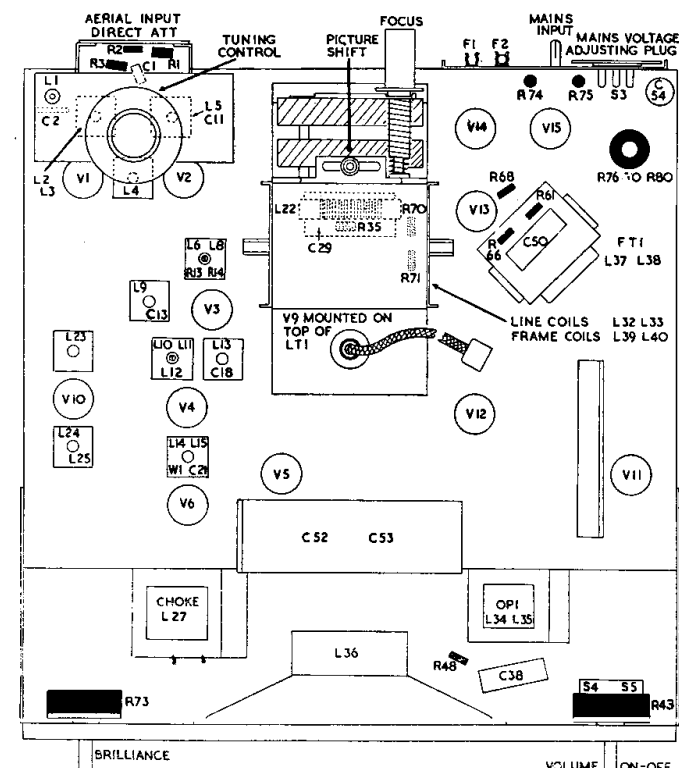 AERIAL INPUT
DIRECT ATT
TUNING
CONTROL
PICTURE
SHIFT
FOCUS
MAINS
INPUT
MAINS VOLTAGE
ADJUSTING PLUG
F1 F2
R2
R3 R1
C1
R74 R75 S3
C
54
L1
C2
L5
C11
L2
L3
V1
L4
V2
V14
V15
R76 TO R80
R68
R61
V13
R
66
C50
FT1
L37 L38
L22
R70
R35
C29
R71
L6 L8
R13 R14
L9
C13
V3
V9 MOUNTED ON
TOP OF
LT1
LINE COILS L32 L33
FRAME COILS L39 L40
L23
L10 L11
L12
L13
C18
V10
V4
V12
L24
L25
L14 L15
W1 C21
V5
V11
V6
C52 C53
CHOKE
L27
OP1
L34 L35
L36
R48
C38
S4 S5
R73
R43
BRILLIANCE
VOLUME ON-OFF